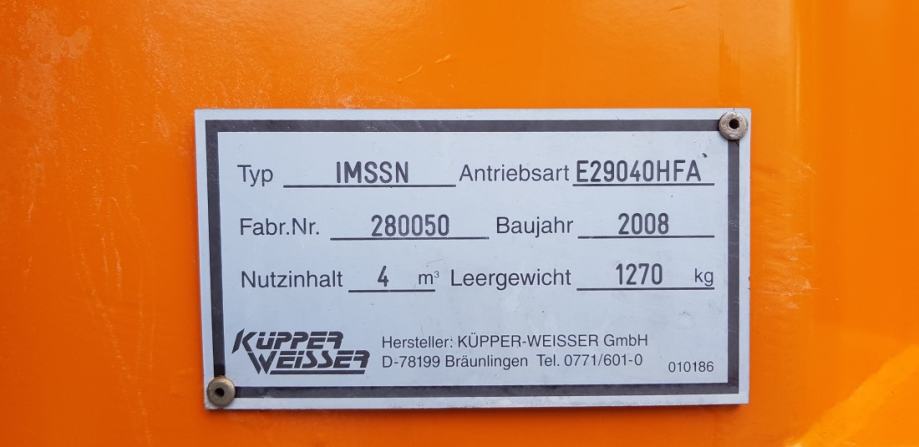 Typ IMSSN Antriebsart E29040HFA
Fabr.Nr. 280050 Baujahr 2008
Nutzinhalt 4 m³ Leergewicht 1270 kg
KÜPPER
WEISSER
Hersteller: KÜPPER-WEISSER GmbH
D-78199 Bräunlingen Tel. 0771/601-0
010186